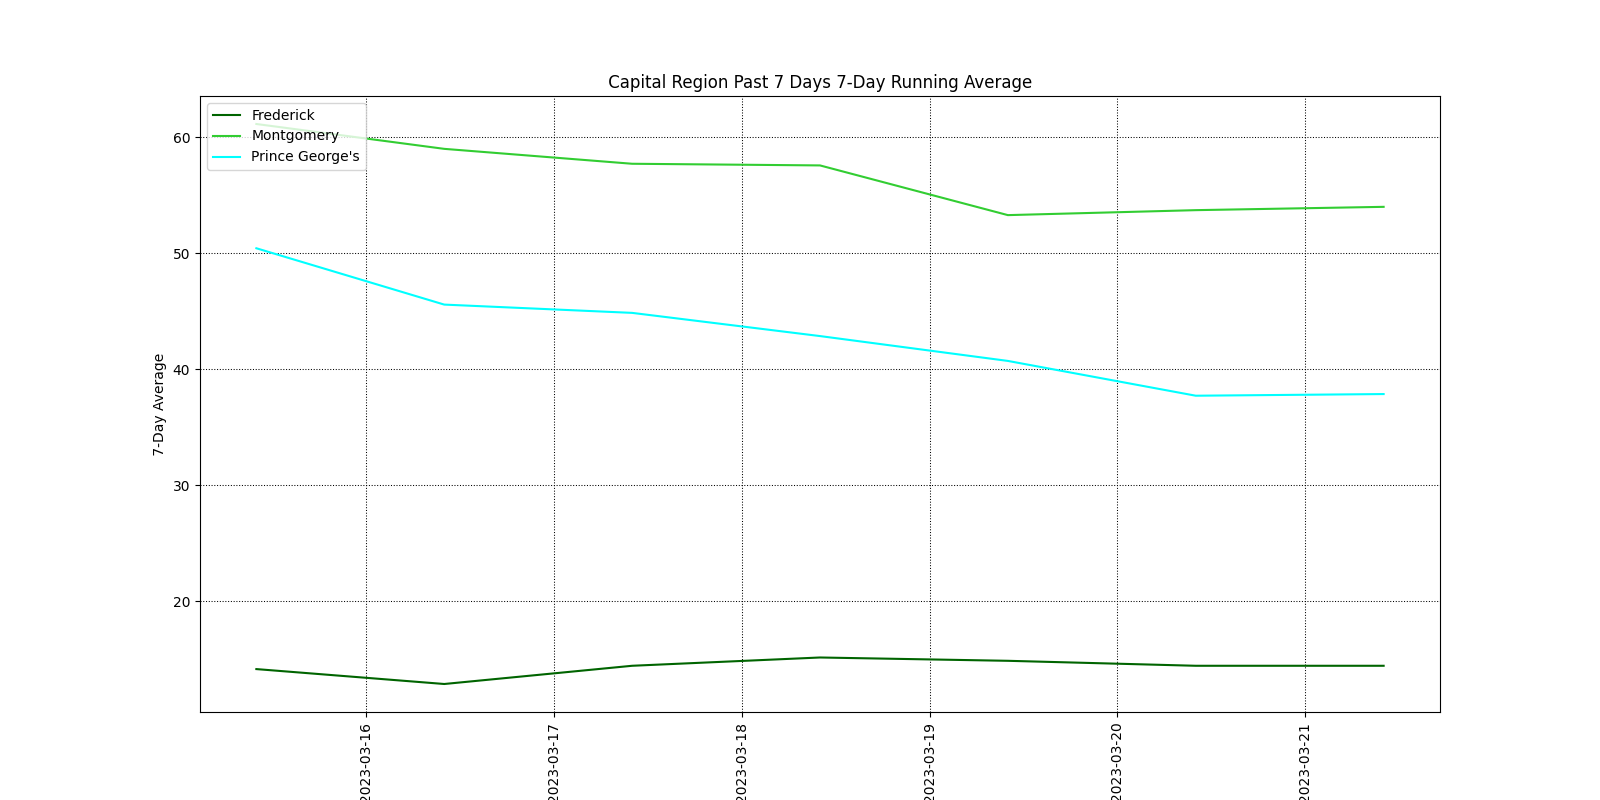 Capital Region Past 7 Days 7-Day Running Average
Frederick
Montgomery
Prince George's
7-Day Average
60
50
40
30
20
2023-03-16
2023-03-17
2023-03-18
2023-03-19
2023-03-20
2023-03-21